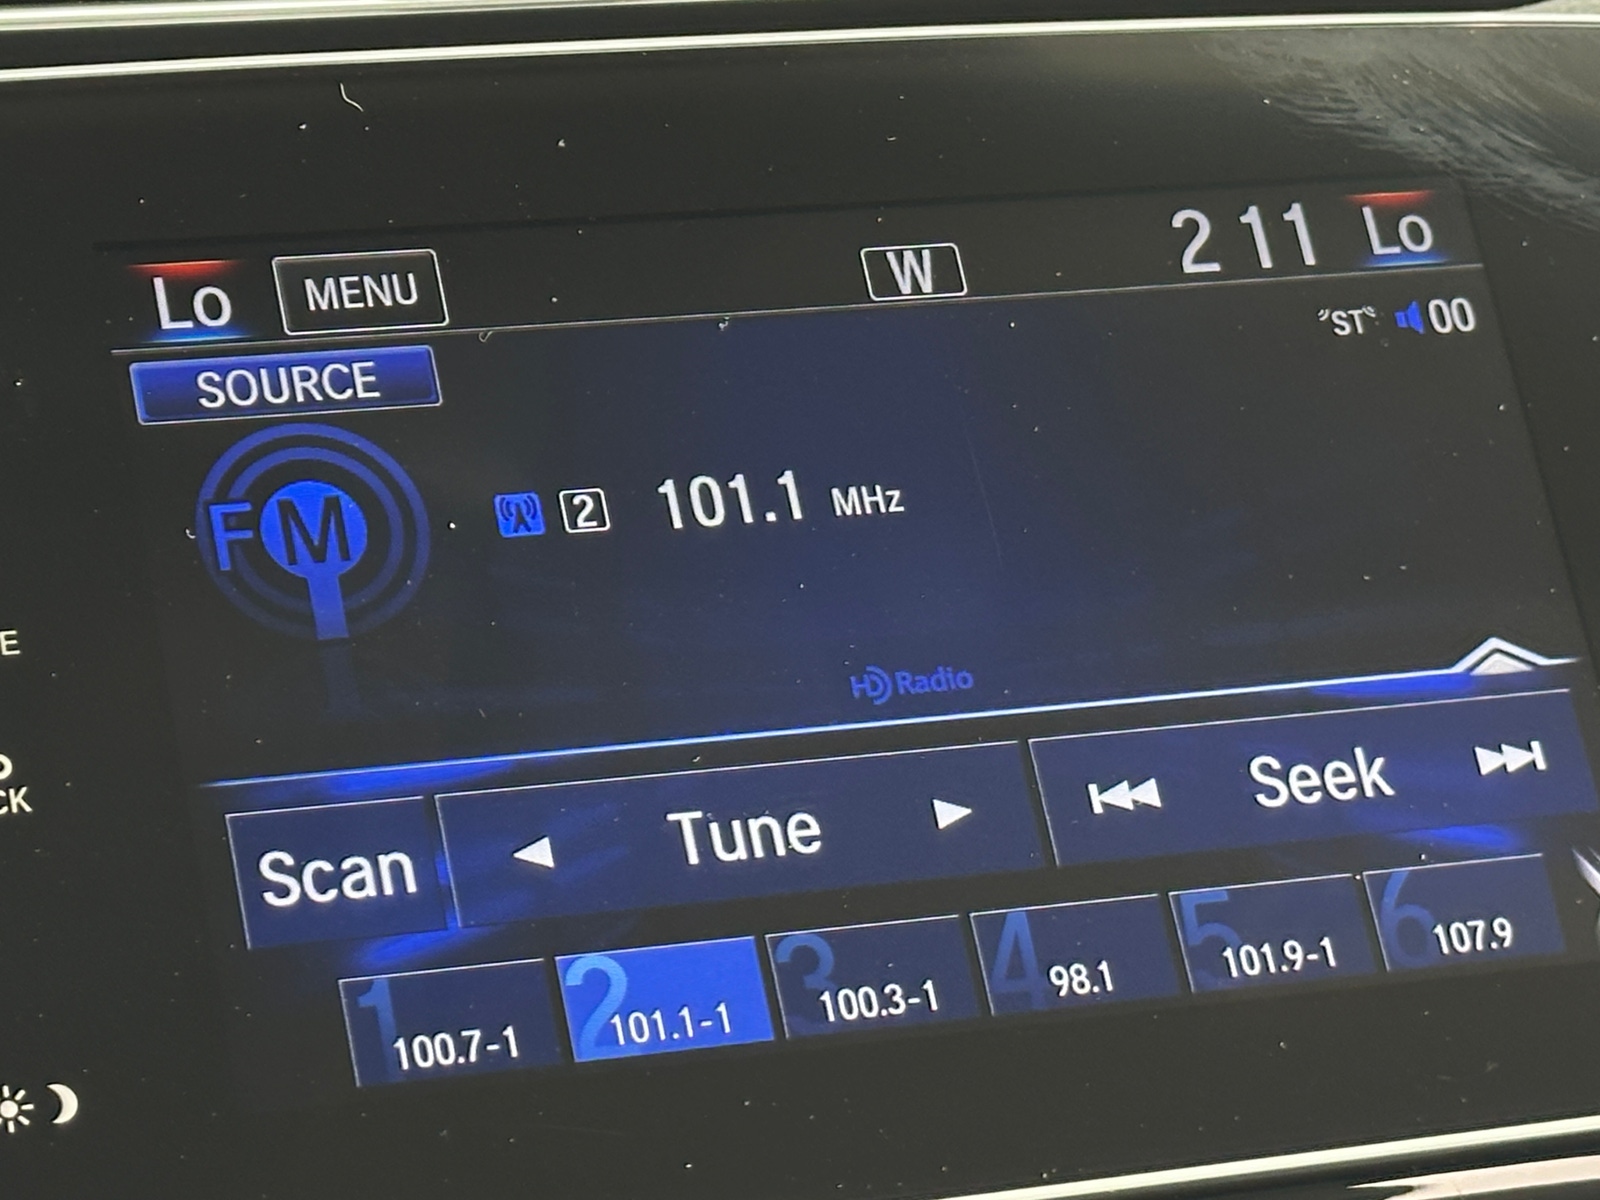 Lo MENU W 2 11 Lo
SOURCE "ST" 00
FM 2 101.1 MHz
HD Radio
Scan Tune Seek
1 100.7-1
2 101.1-1
3 100.3-1
4 98.1
5 101.9-1
6 107.9